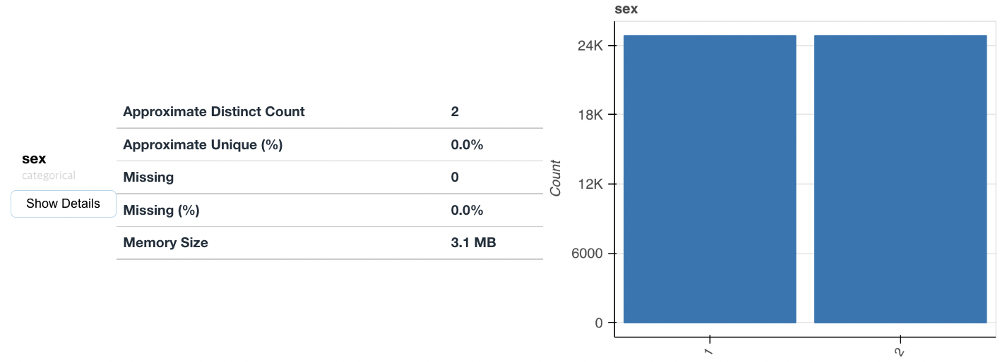 sex
categorical
Show Details
Approximate Distinct Count 2
Approximate Unique (%) 0.0%
Missing 0
Missing (%) 0.0%
Memory Size 3.1 MB
sex
Count
24K
18K
12K
6000
0
1
2